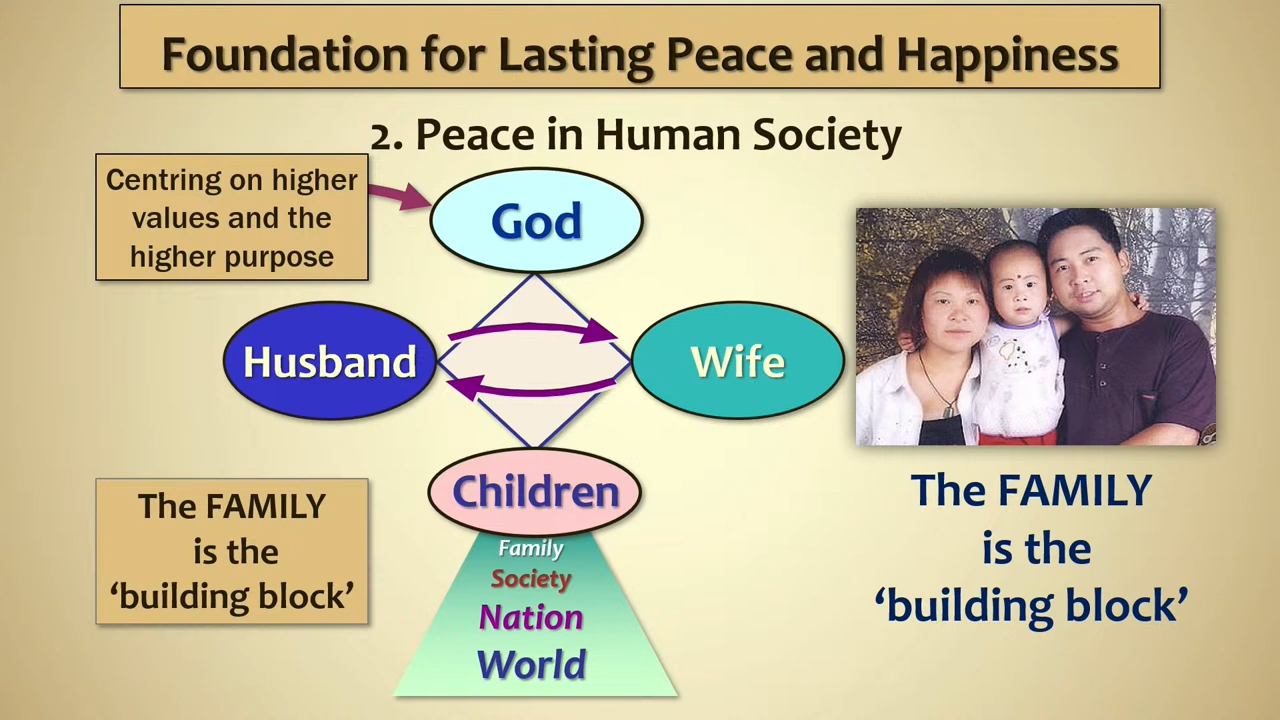 Foundation for Lasting Peace and Happiness
2. Peace in Human Society
Centring on higher
values and the
higher purpose
God
Husband
Wife
Children
Family
Society
Nation
World
The FAMILY
is the
‘building block’
The FAMILY
is the
‘building block’